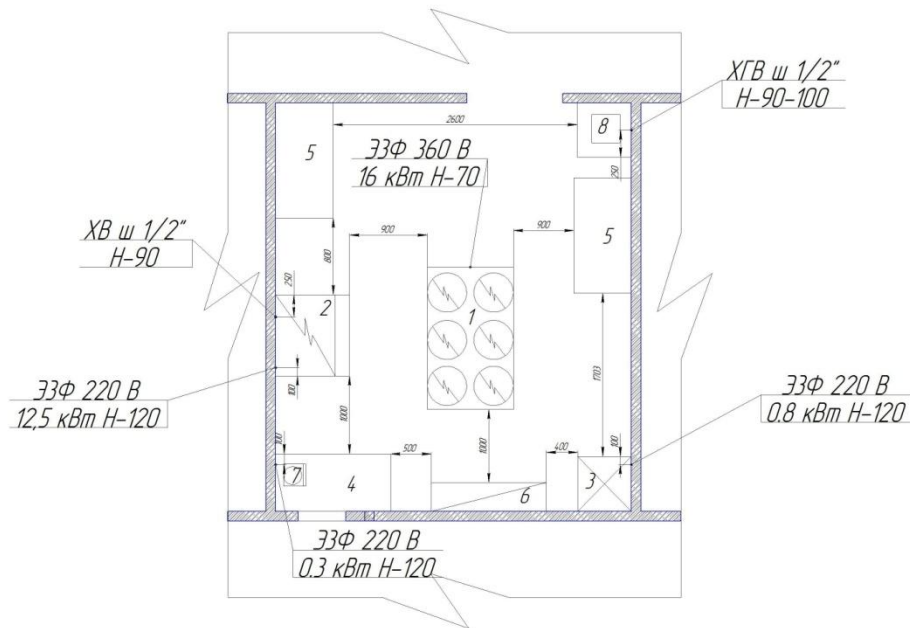 ХГВ ш 1/2"
Н-90-100
2600
8
5
ЭЗФ 360 В
16 кВт Н-70
250
ХВ ш 1/2"
Н-90
900
900
5
800
250
2
1
1703
ЭЗФ 220 В
12,5 кВт Н-120
100
1000
ЭЗФ 220 В
0.8 кВт Н-120
1000
100
500
400
100
7
4
6
3
ЭЗФ 220 В
0.3 кВт Н-120